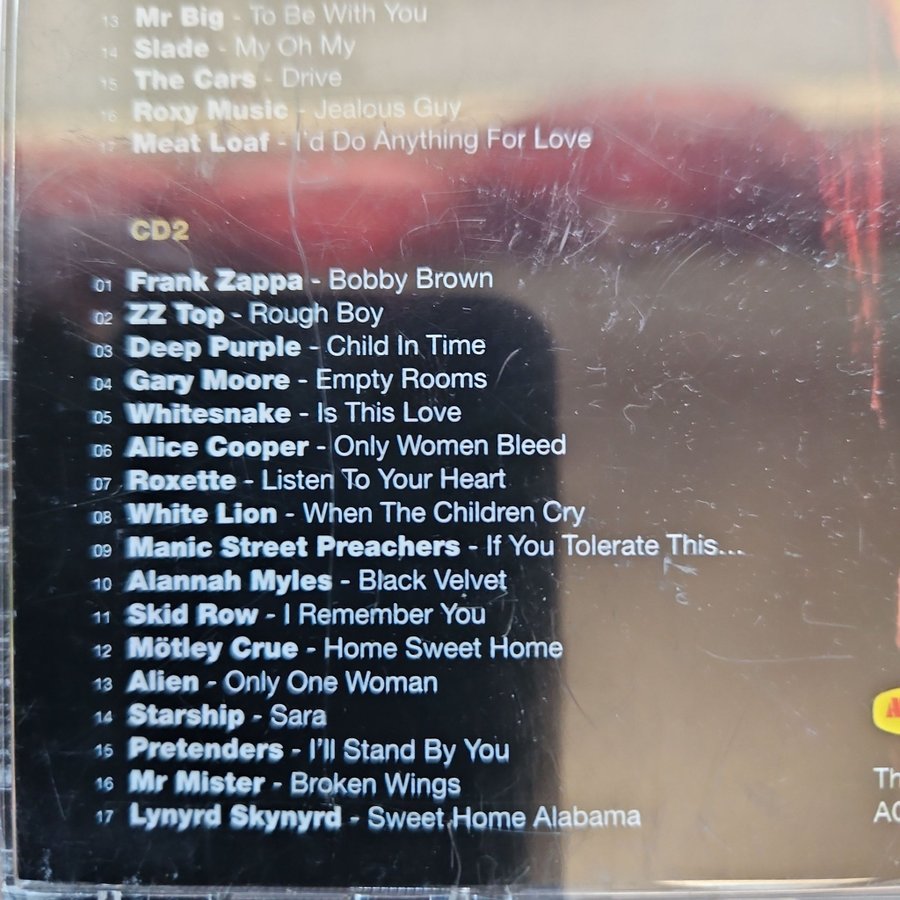 13 Mr Big - To Be With You
14 Slade - My Oh My
15 The Cars - Drive
16 Roxy Music - Jealous Guy
17 Meat Loaf - I'd Do Anything For Love
CD2
01 Frank Zappa - Bobby Brown
02 ZZ Top - Rough Boy
03 Deep Purple - Child In Time
04 Gary Moore - Empty Rooms
05 Whitesnake - Is This Love
06 Alice Cooper - Only Women Bleed
07 Roxette - Listen To Your Heart
08 White Lion - When The Children Cry
09 Manic Street Preachers - If You Tolerate This...
10 Alannah Myles - Black Velvet
11 Skid Row - I Remember You
12 Mötley Crue - Home Sweet Home
13 Alien - Only One Woman
14 Starship - Sara
15 Pretenders - I'll Stand By You
16 Mr Mister - Broken Wings
17 Lynyrd Skynyrd - Sweet Home Alabama